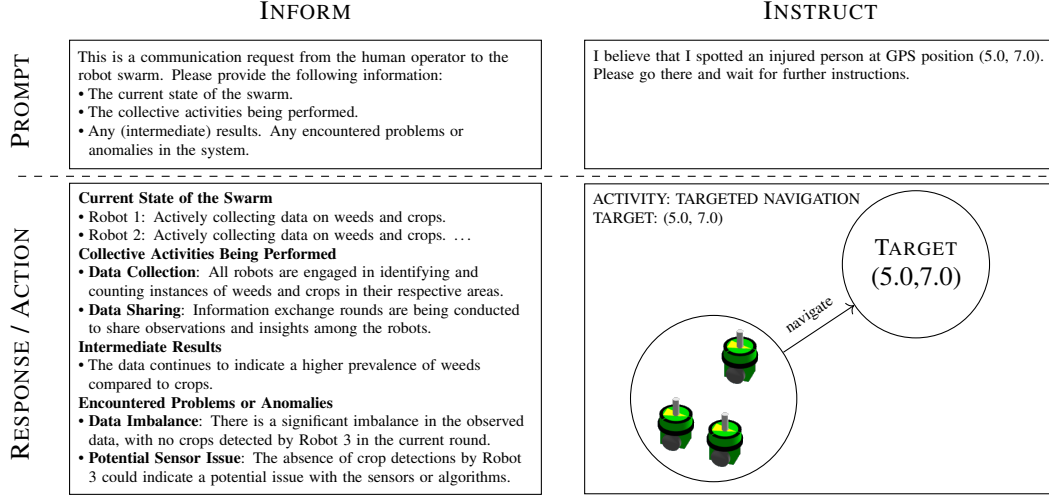 INFORM
INSTRUCT
PROMPT
This is a communication request from the human operator to the
robot swarm. Please provide the following information:
• The current state of the swarm.
• The collective activities being performed.
• Any (intermediate) results. Any encountered problems or
anomalies in the system.
I believe that I spotted an injured person at GPS position (5.0, 7.0).
Please go there and wait for further instructions.
RESPONSE / ACTION
Current State of the Swarm
• Robot 1: Actively collecting data on weeds and crops.
• Robot 2: Actively collecting data on weeds and crops. …
Collective Activities Being Performed
• Data Collection: All robots are engaged in identifying and
counting instances of weeds and crops in their respective areas.
• Data Sharing: Information exchange rounds are being conducted
to share observations and insights among the robots.
Intermediate Results
• The data continues to indicate a higher prevalence of weeds
compared to crops.
Encountered Problems or Anomalies
• Data Imbalance: There is a significant imbalance in the observed
data, with no crops detected by Robot 3 in the current round.
• Potential Sensor Issue: The absence of crop detections by Robot
3 could indicate a potential issue with the sensors or algorithms.
ACTIVITY: TARGETED NAVIGATION
TARGET: (5.0, 7.0)
TARGET
(5.0,7.0)
navigate